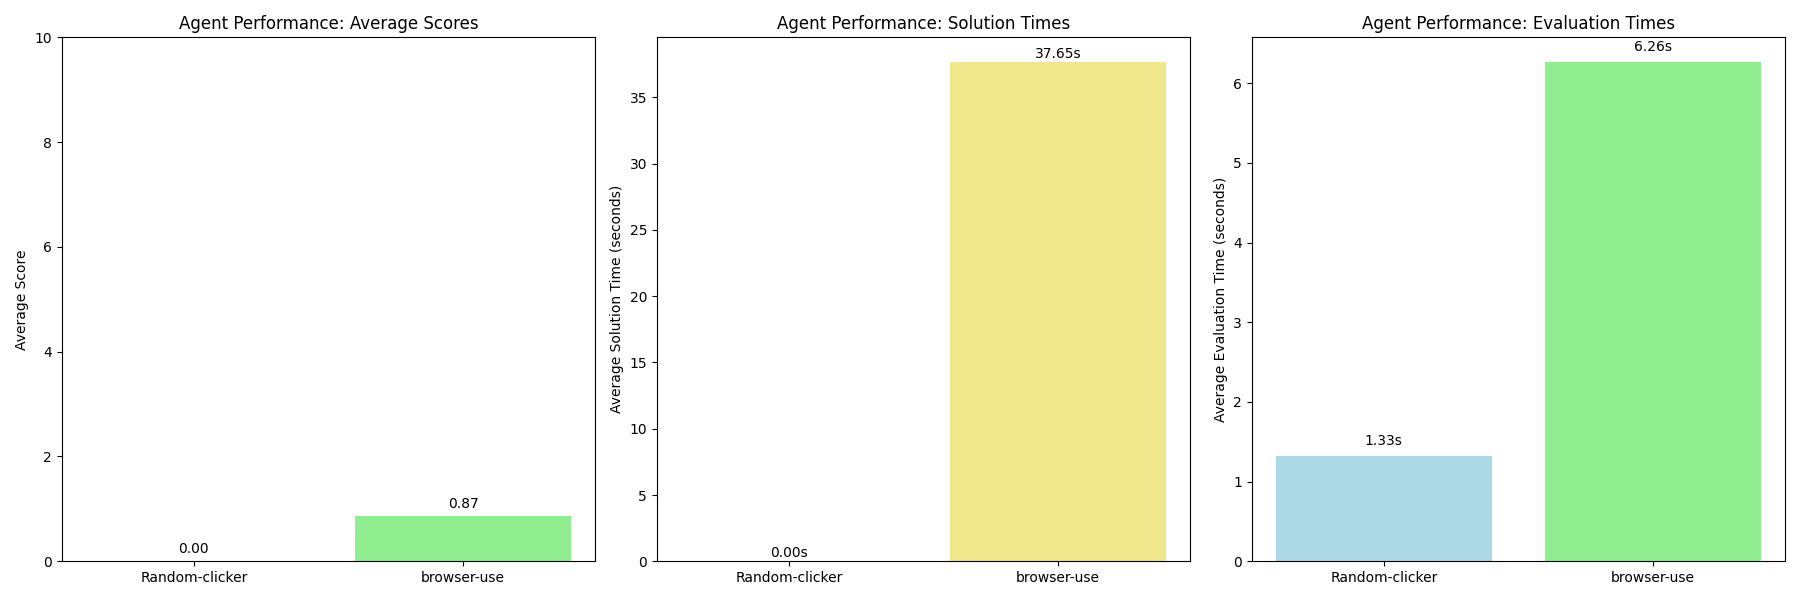 Agent Performance: Average Scores
Average Score
10
8
6
4
2
0
0.00
0.87
Random-clicker
browser-use
Agent Performance: Solution Times
Average Solution Time (seconds)
35
30
25
20
15
10
5
0
0.00s
37.65s
Random-clicker
browser-use
Agent Performance: Evaluation Times
Average Evaluation Time (seconds)
6
5
4
3
2
1
0
1.33s
6.26s
Random-clicker
browser-use